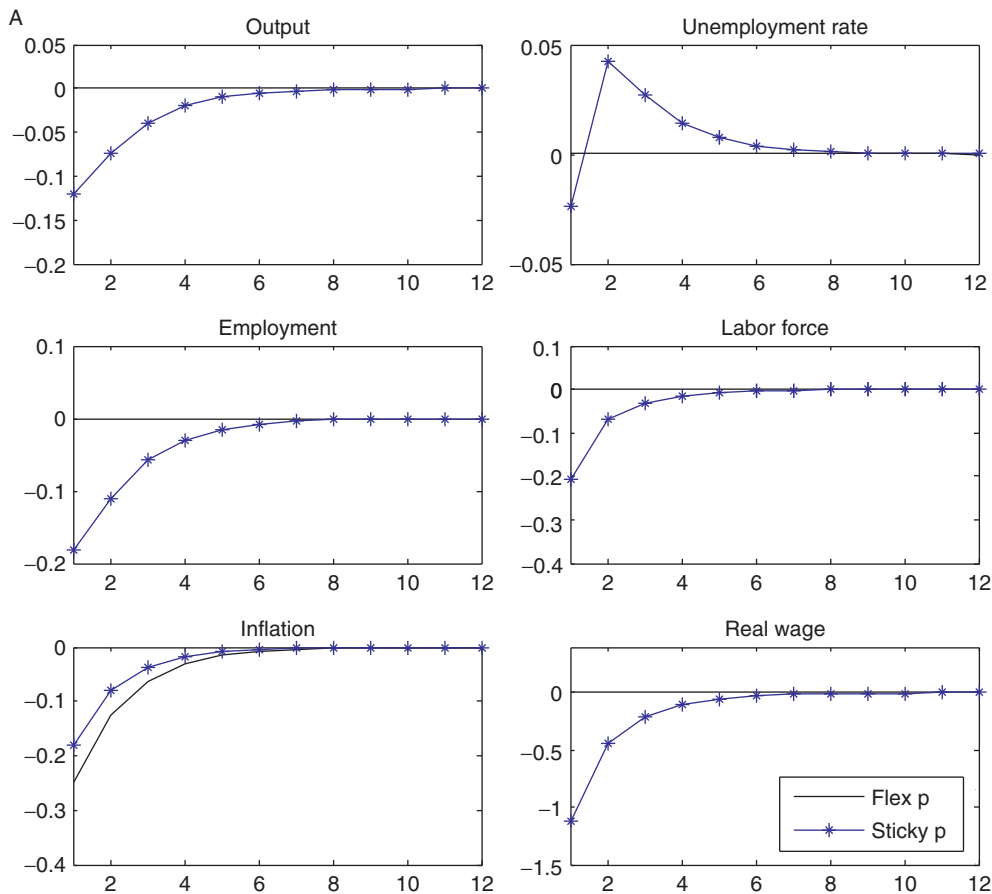 A
Output
0.05
0
−0.05
−0.1
−0.15
−0.2
2 4 6 8 10 12
Unemployment rate
0.05
0
−0.05
2 4 6 8 10 12
Employment
0.1
0
−0.1
−0.2
2 4 6 8 10 12
Labor force
0.1
0
−0.1
−0.2
−0.3
−0.4
2 4 6 8 10 12
Inflation
0
−0.1
−0.2
−0.3
−0.4
2 4 6 8 10 12
Real wage
0
−0.5
−1
−1.5
2 4 6 8 10 12
Flex p
Sticky p